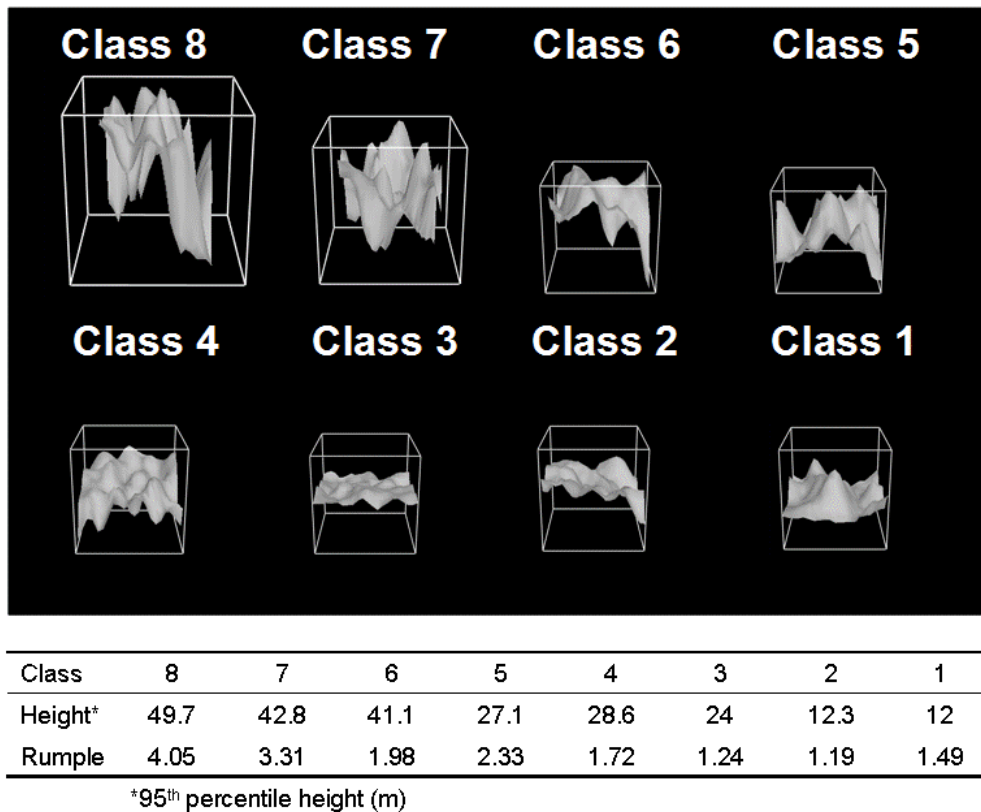 Class 8 Class 7 Class 6 Class 5
Class 4 Class 3 Class 2 Class 1
Class 8 7 6 5 4 3 2 1
Height* 49.7 42.8 41.1 27.1 28.6 24 12.3 12
Rumple 4.05 3.31 1.98 2.33 1.72 1.24 1.19 1.49
*95th percentile height (m)